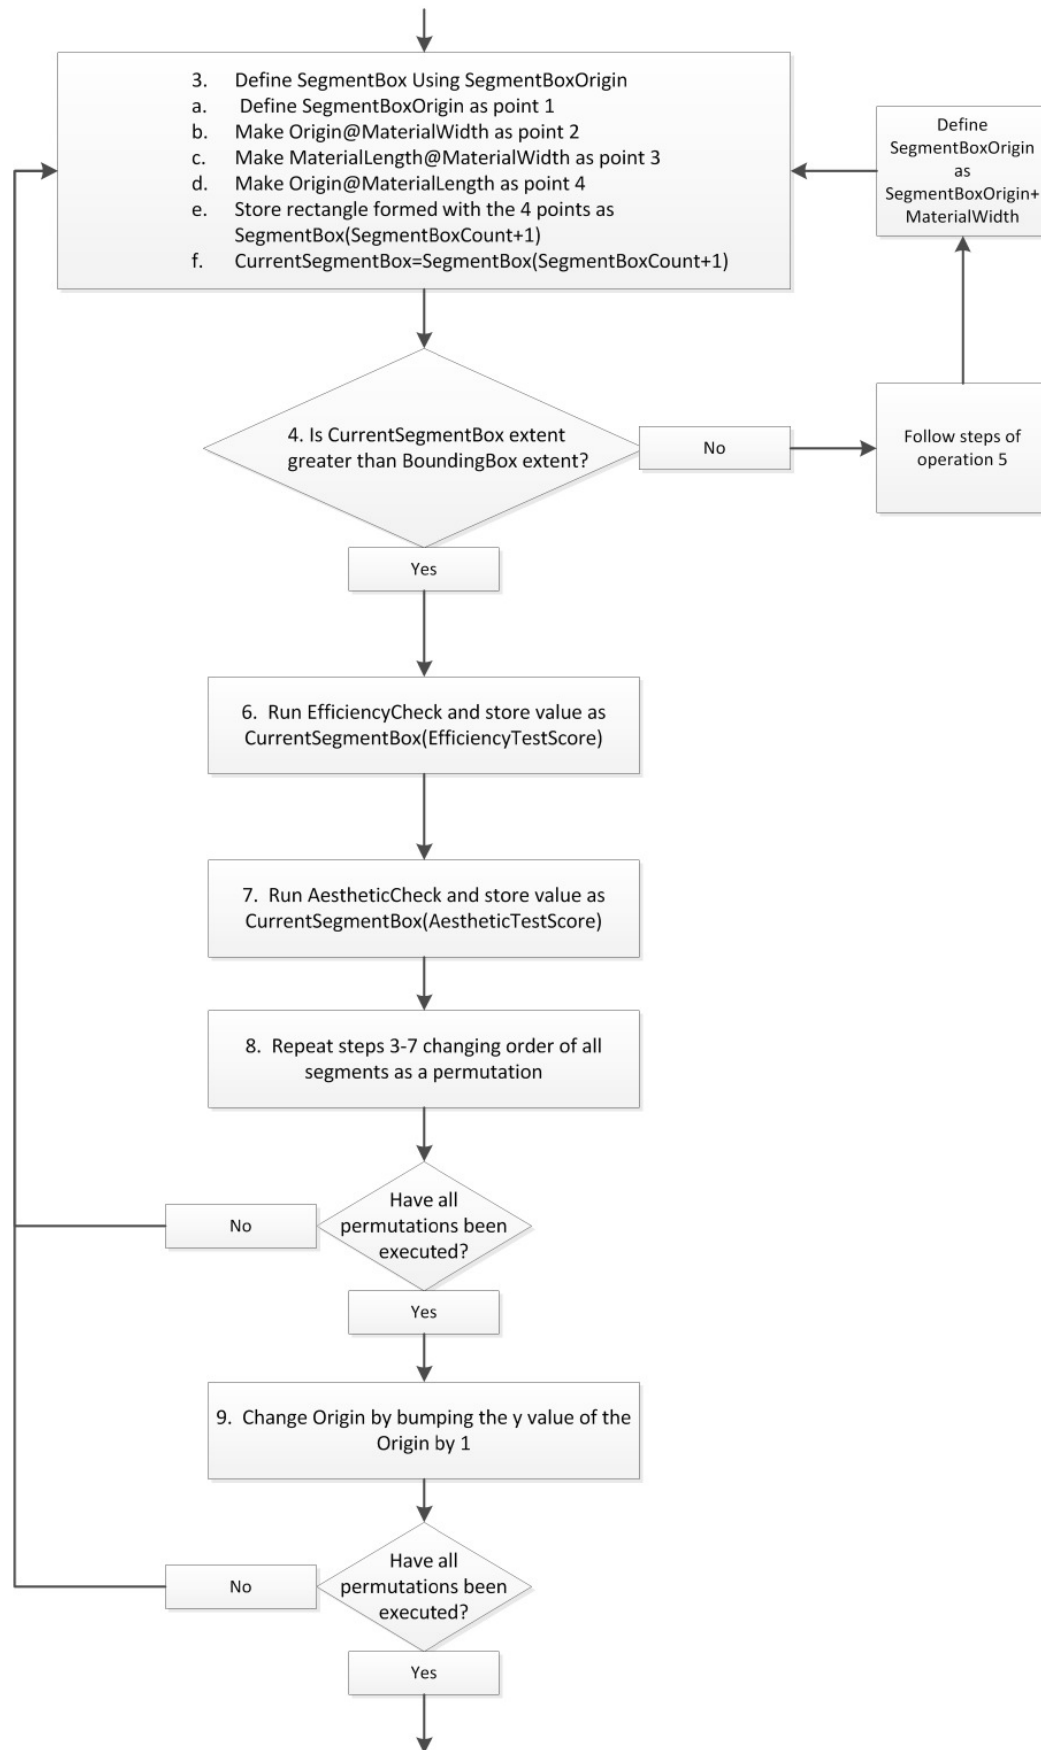 3. Define SegmentBox Using SegmentBoxOrigin
a. Define SegmentBoxOrigin as point 1
b. Make Origin@MaterialWidth as point 2
c. Make MaterialLength@MaterialWidth as point 3
d. Make Origin@MaterialLength as point 4
e. Store rectangle formed with the 4 points as
SegmentBox(SegmentBoxCount+1)
f. CurrentSegmentBox=SegmentBox(SegmentBoxCount+1)
Define
SegmentBoxOrigin
as
SegmentBoxOrigin+
MaterialWidth
4. Is CurrentSegmentBox extent
greater than BoundingBox extent?
No
Follow steps of
operation 5
Yes
6. Run EfficiencyCheck and store value as
CurrentSegmentBox(EfficiencyTestScore)
7. Run AestheticCheck and store value as
CurrentSegmentBox(AestheticTestScore)
8. Repeat steps 3-7 changing order of all
segments as a permutation
Have all
permutations been
executed?
No
Yes
9. Change Origin by bumping the y value of the
Origin by 1
Have all
permutations been
executed?
No
Yes